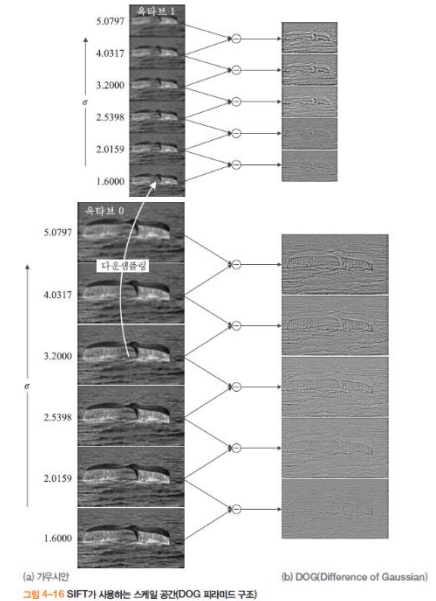 옥타브 1
5.0797
4.0317
3.2000
2.5398
2.0159
1.6000
σ
옥타브 0
다운샘플링
5.0797
4.0317
3.2000
2.5398
2.0159
1.6000
σ
(a) 가우시안
(b) DOG(Difference of Gaussian)
그림 4-16 SIFT가 사용하는 스케일 공간(DOG 피라미드 구조)